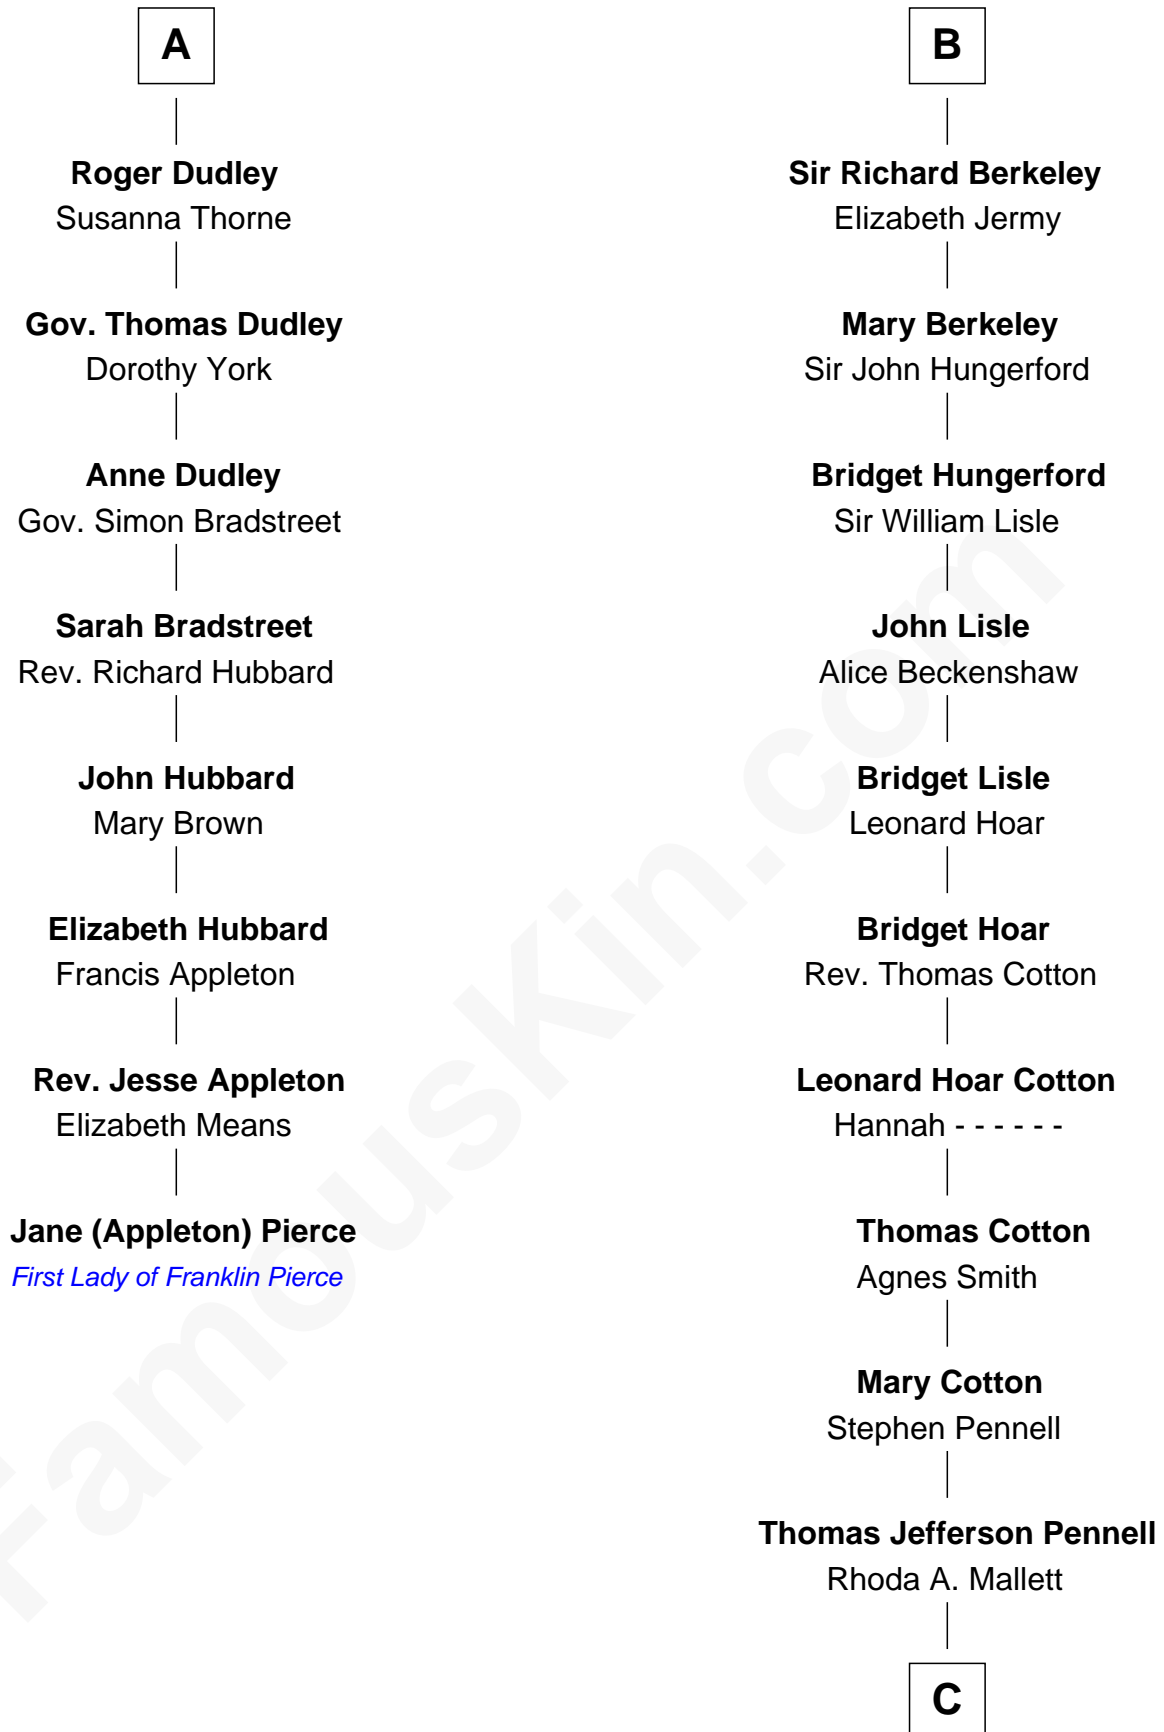 A
Roger Dudley
Susanna Thorne
Gov. Thomas Dudley
Dorothy York
Anne Dudley
Gov. Simon Bradstreet
Sarah Bradstreet
Rev. Richard Hubbard
John Hubbard
Mary Brown
Elizabeth Hubbard
Francis Appleton
Rev. Jesse Appleton
Elizabeth Means
Jane (Appleton) Pierce
First Lady of Franklin Pierce
B
Sir Richard Berkeley
Elizabeth Jermy
Mary Berkeley
Sir John Hungerford
Bridget Hungerford
Sir William Lisle
John Lisle
Alice Beckenshaw
Bridget Lisle
Leonard Hoar
Bridget Hoar
Rev. Thomas Cotton
Leonard Hoar Cotton
Hannah - - - - - -
Thomas Cotton
Agnes Smith
Mary Cotton
Stephen Pennell
Thomas Jefferson Pennell
Rhoda A. Mallett
C
FamousKin.com